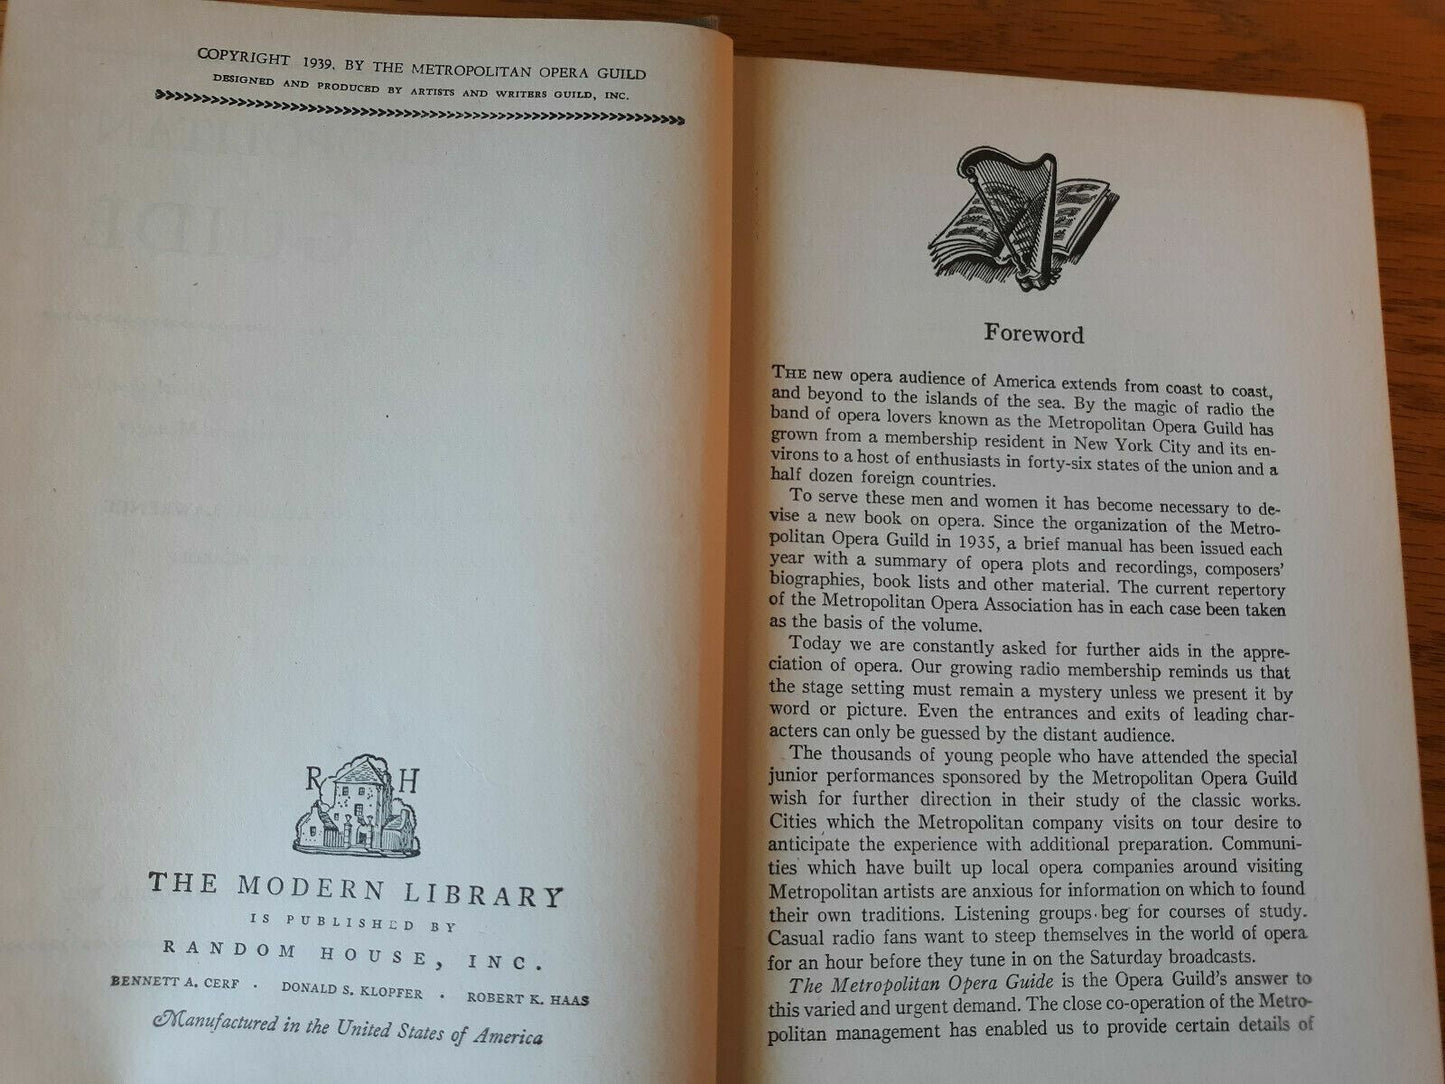 COPYRIGHT 1939, BY THE METROPOLITAN OPERA GUILD
DESIGNED AND PRODUCED BY ARTISTS AND WRITERS GUILD, INC.
R H
THE MODERN LIBRARY
IS PUBLISHED BY
RANDOM HOUSE, INC.
BENNETT A. CERF · DONALD S. KLOPFER · ROBERT K. HAAS
Manufactured in the United States of America
Foreword
THE new opera audience of America extends from coast to coast,
and beyond to the islands of the sea. By the magic of radio the
band of opera lovers known as the Metropolitan Opera Guild has
grown from a membership resident in New York City and its en-
virons to a host of enthusiasts in forty-six states of the union and a
half dozen foreign countries.
To serve these men and women it has become necessary to de-
vise a new book on opera. Since the organization of the Metro-
politan Opera Guild in 1935, a brief manual has been issued each
year with a summary of opera plots and recordings, composers'
biographies, book lists and other material. The current repertory
of the Metropolitan Opera Association has in each case been taken
as the basis of the volume.
Today we are constantly asked for further aids in the appre-
ciation of opera. Our growing radio membership reminds us that
the stage setting must remain a mystery unless we present it by
word or picture. Even the entrances and exits of leading char-
acters can only be guessed by the distant audience.
The thousands of young people who have attended the special
junior performances sponsored by the Metropolitan Opera Guild
wish for further direction in their study of the classic works.
Cities which the Metropolitan company visits on tour desire to
anticipate the experience with additional preparation. Communi-
ties which have built up local opera companies around visiting
Metropolitan artists are anxious for information on which to found
their own traditions. Listening groups beg for courses of study.
Casual radio fans want to steep themselves in the world of opera
for an hour before they tune in on the Saturday broadcasts.
The Metropolitan Opera Guide is the Opera Guild's answer to
this varied and urgent demand. The close co-operation of the Metro-
politan management has enabled us to provide certain details of